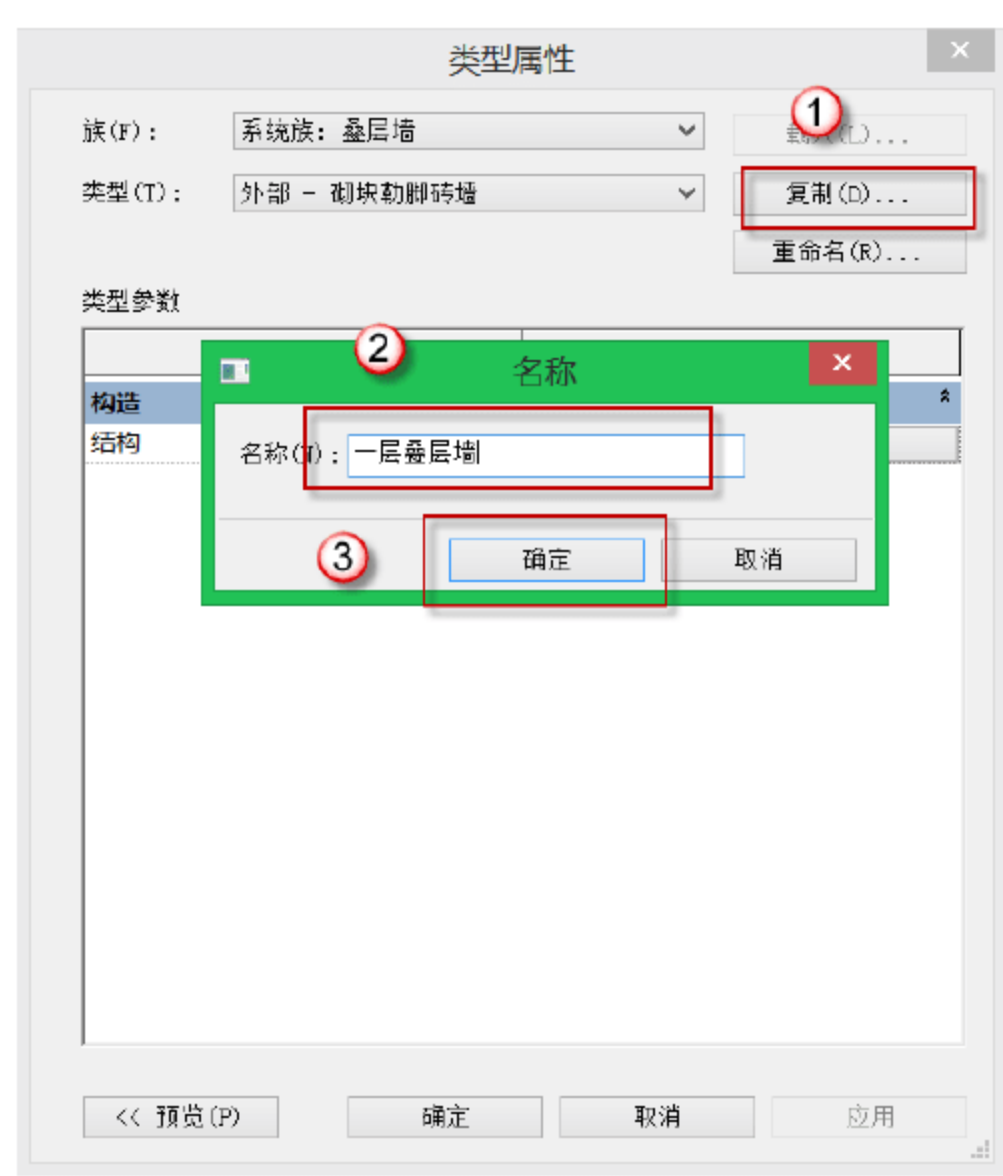 类型属性
族(F)： 系统族：叠层墙 载入(L)...
1
类型(T)： 外部 - 砌块勒脚砖墙 复制(D)...
重命名(R)...
类型参数
2
名称
构造
结构
名称(N)：一层叠层墙
3
确定 取消
<< 预览(P) 确定 取消 应用